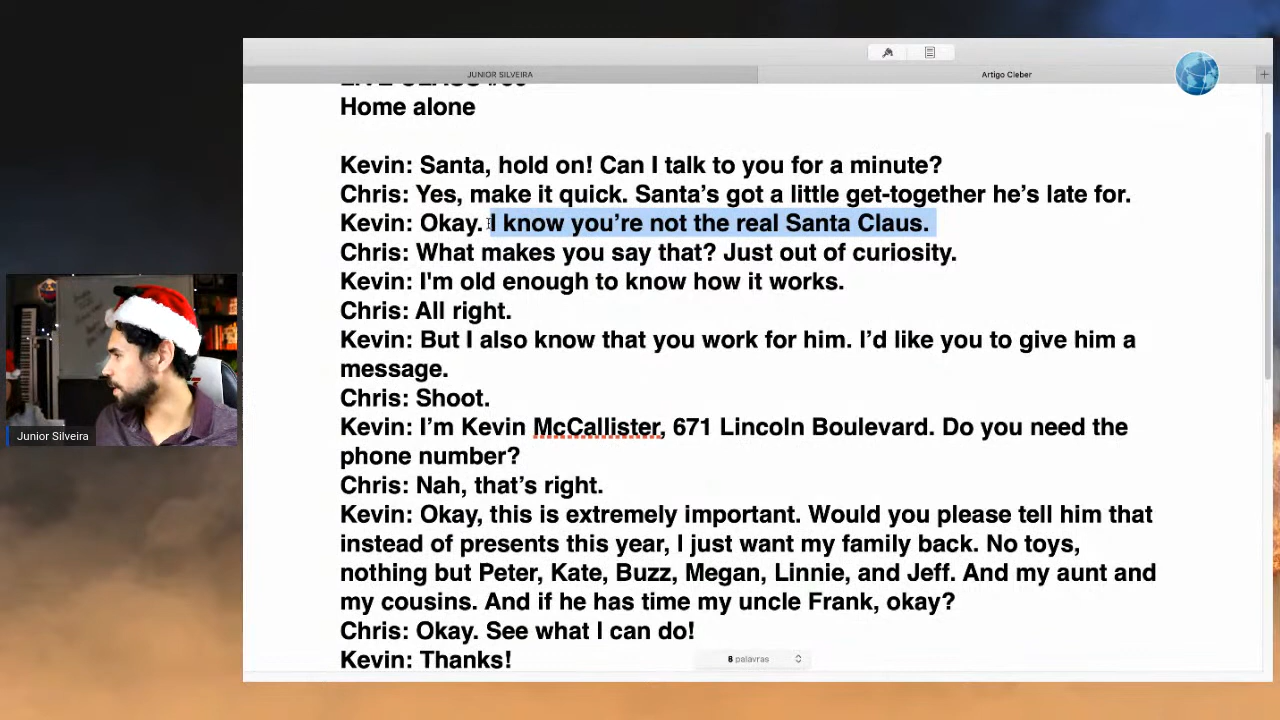 JUNIOR SILVEIRA
Artigo Cleber
Home alone
Kevin: Santa, hold on! Can I talk to you for a minute?
Chris: Yes, make it quick. Santa’s got a little get-together he’s late for.
Kevin: Okay. I know you’re not the real Santa Claus.
Chris: What makes you say that? Just out of curiosity.
Kevin: I'm old enough to know how it works.
Chris: All right.
Kevin: But I also know that you work for him. I’d like you to give him a
message.
Chris: Shoot.
Kevin: I’m Kevin McCallister, 671 Lincoln Boulevard. Do you need the
phone number?
Chris: Nah, that’s right.
Kevin: Okay, this is extremely important. Would you please tell him that
instead of presents this year, I just want my family back. No toys,
nothing but Peter, Kate, Buzz, Megan, Linnie, and Jeff. And my aunt and
my cousins. And if he has time my uncle Frank, okay?
Chris: Okay. See what I can do!
Kevin: Thanks!
8 palavras
Junior Silveira